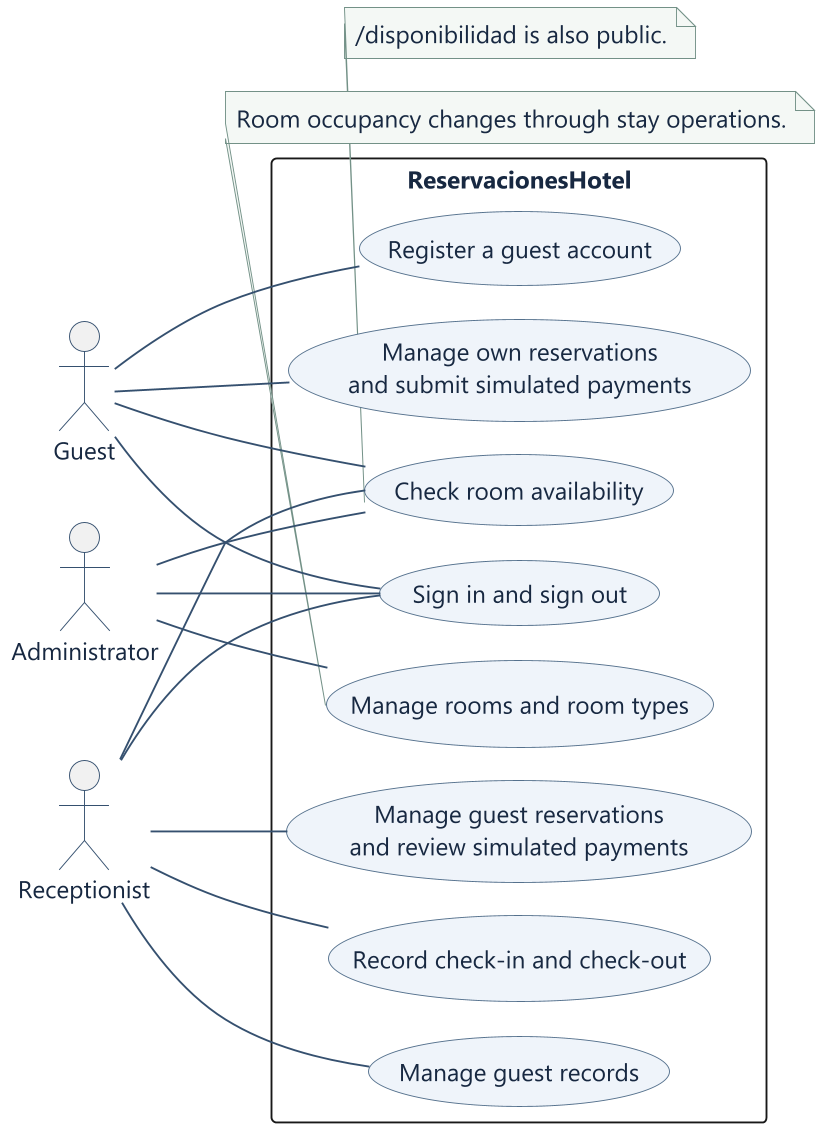 /disponibilidad is also public.
Room occupancy changes through stay operations.
ReservacionesHotel
Register a guest account
Manage own reservations
and submit simulated payments
Guest
Check room availability
Sign in and sign out
Administrator
Manage rooms and room types
Manage guest reservations
and review simulated payments
Receptionist
Record check-in and check-out
Manage guest records